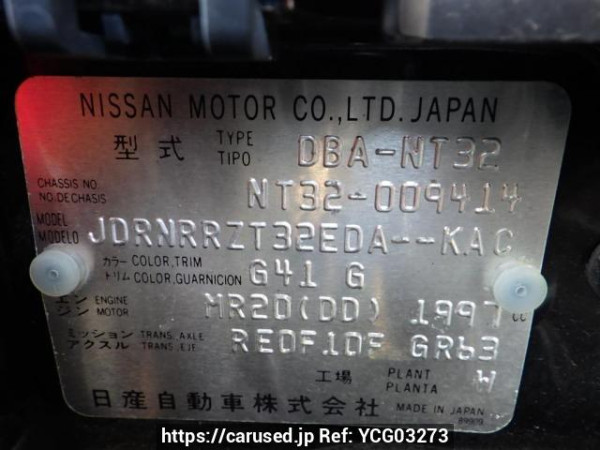 NISSAN MOTOR CO.,LTD. JAPAN
型式 TYPE TIPO DBA-NT32
CHASSIS NO. NO DE CHASIS NT32-009414
MODEL MODELO JDRNRRZT32EDA--KAC
カラー COLOR,TRIM トリム COLOR,GUARNICION G41 G
エンジン ENGINE MOTOR MR20(DD) 1997 cc
ミッション TRANS. AXLE アクスル TRANS. EJE RE0F10F GR63
工場 PLANT PLANTA W
日産自動車株式会社 MADE IN JAPAN
https://carused.jp Ref: YCG03273